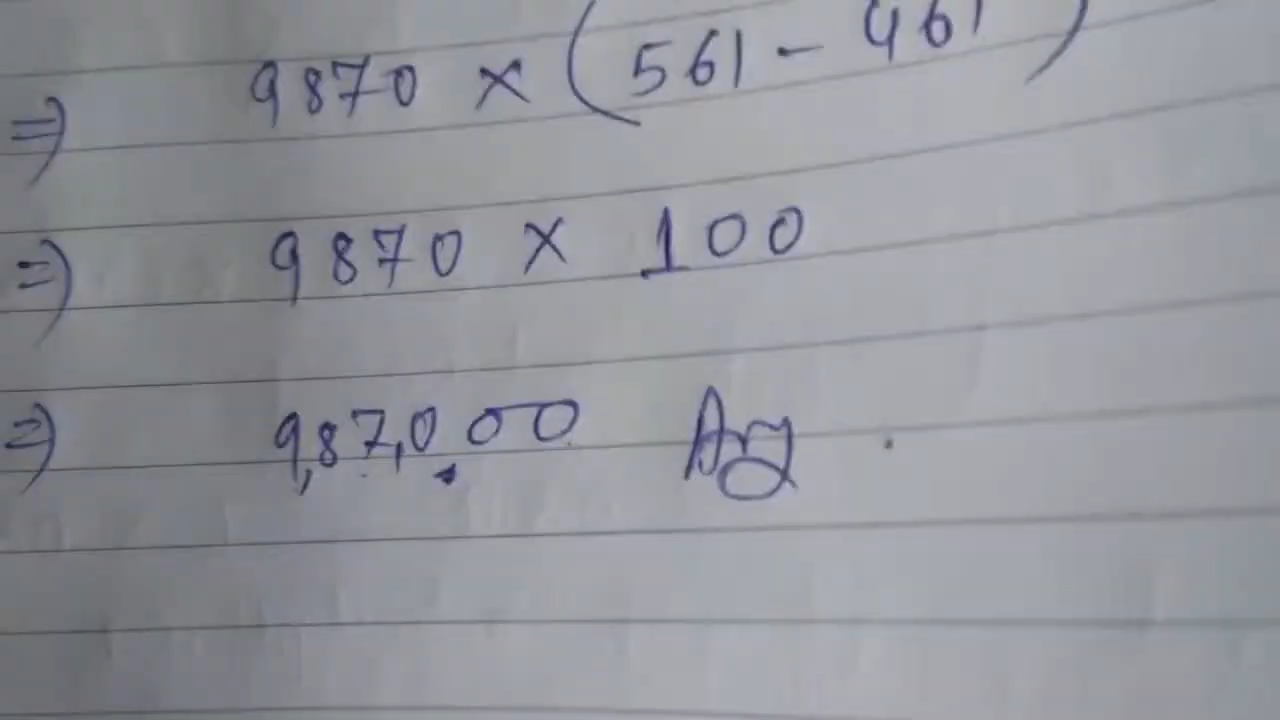 ⇒ 9870 × (561 - 461)
⇒ 9870 × 100
⇒ 9,87,000 Ans